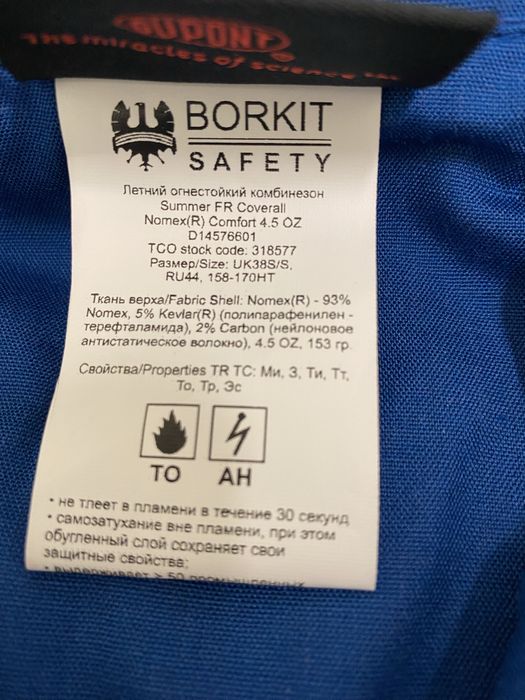 DUPONT
The miracles of science™
BORKIT
SAFETY
Летний огнестойкий комбинезон
Summer FR Coverall
Nomex(R) Comfort 4.5 OZ
D14576601
TCO stock code: 318577
Размер/Size: UK38S/S,
RU44, 158-170HT
Ткань верха/Fabric Shell: Nomex(R) - 93%
Nomex, 5% Kevlar(R) (полипарафенилен -
терефталамида), 2% Carbon (нейлоновое
антистатическое волокно), 4.5 OZ, 153 гр.
Свойства/Properties TR TC: Ми, З, Ти, Тт,
То, Тр, Эс
ТО АН
• не тлеет в пламени в течение 30 секунд
• самозатухание вне пламени, при этом
обугленный слой сохраняет свои
защитные свойства;
• выдерживает > 50 промышленных